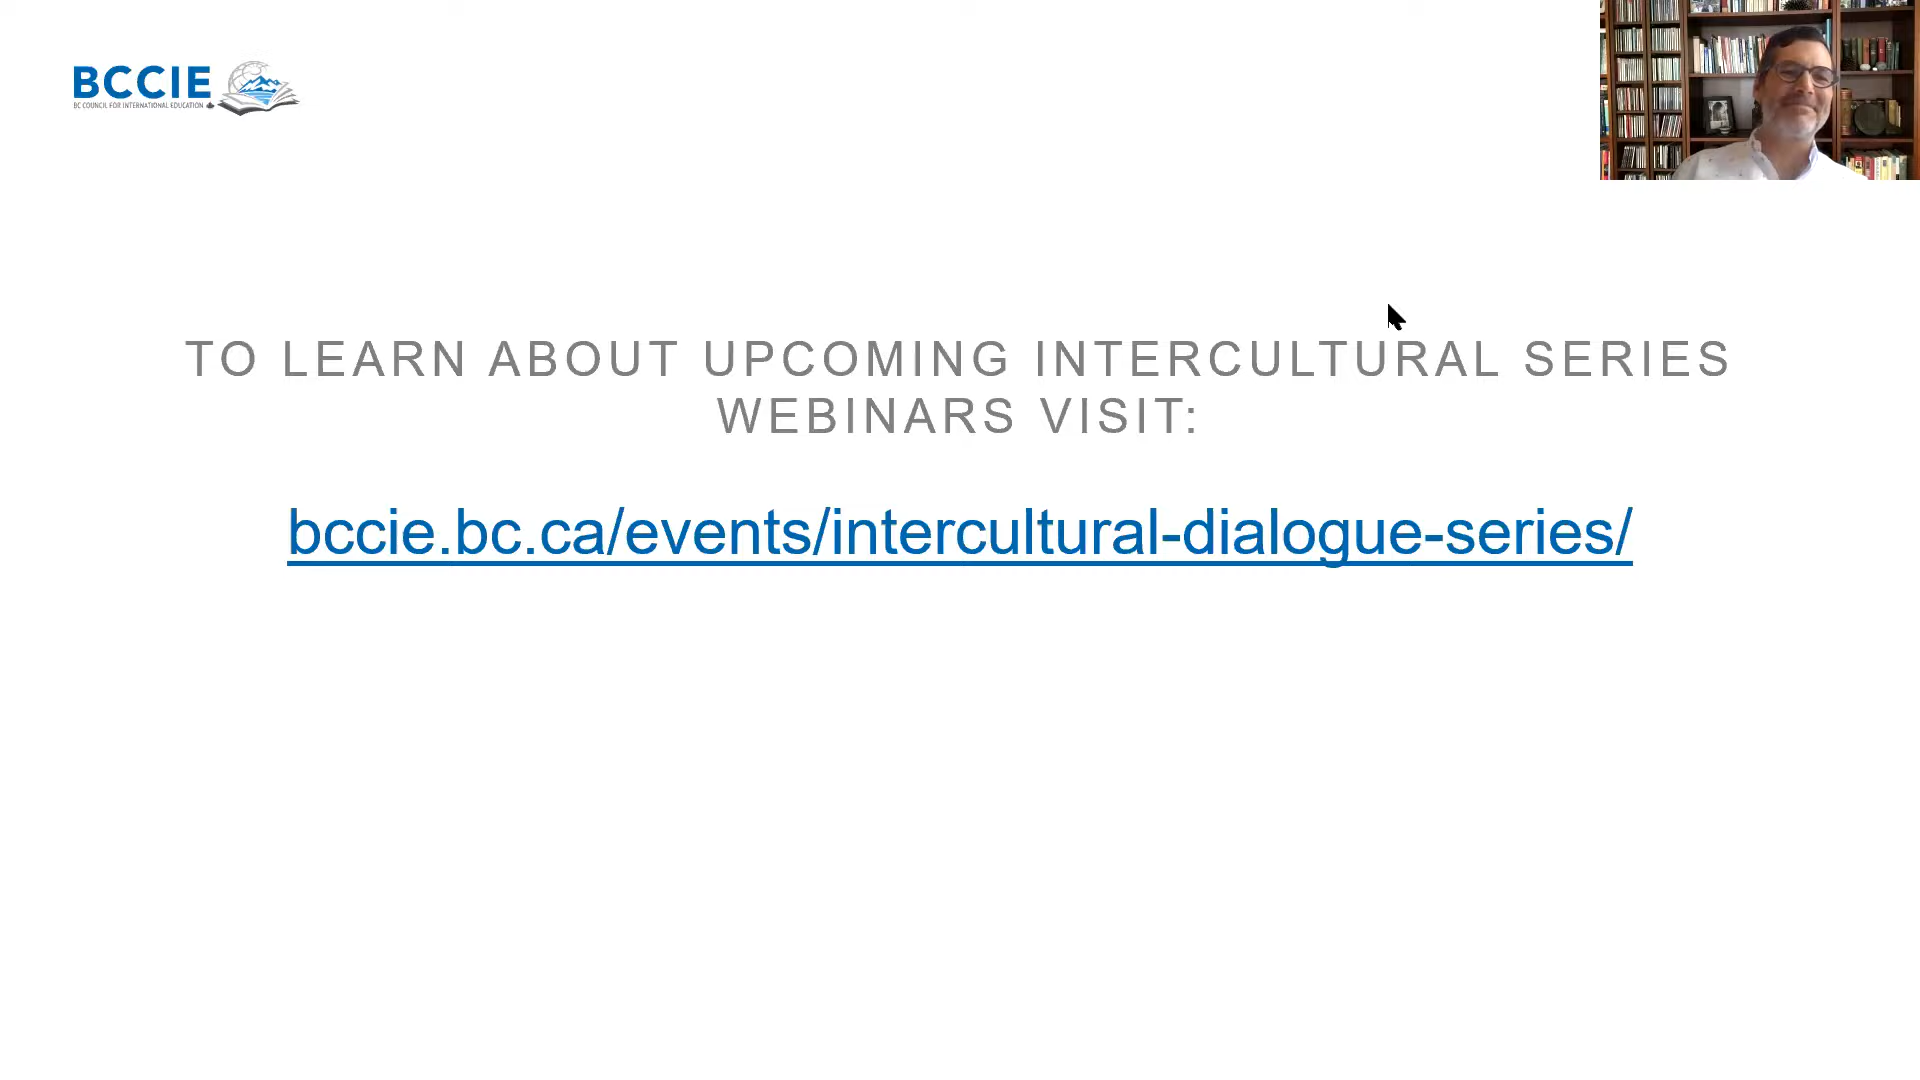 BCCIE
BC COUNCIL FOR INTERNATIONAL EDUCATION
TO LEARN ABOUT UPCOMING INTERCULTURAL SERIES
WEBINARS VISIT:
bccie.bc.ca/events/intercultural-dialogue-series/